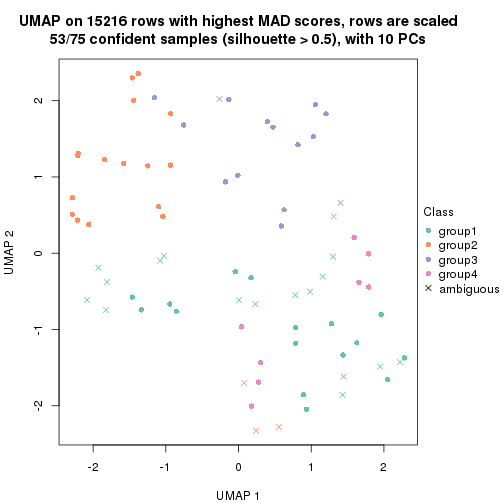 UMAP on 15216 rows with highest MAD scores, rows are scaled
53/75 confident samples (silhouette > 0.5), with 10 PCs
2
1
0
-1
-2
UMAP 2
-2
-1
0
1
2
UMAP 1
Class
group1
group2
group3
group4
ambiguous